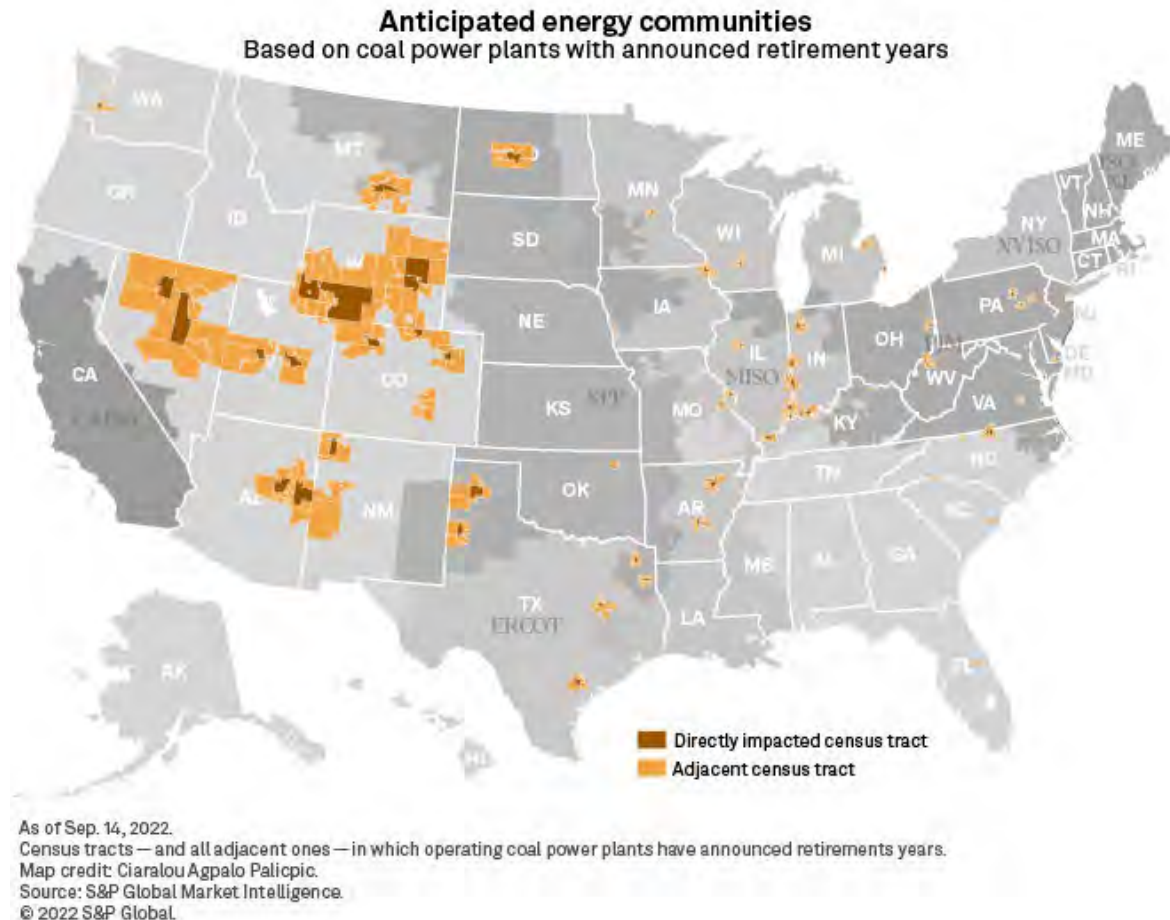 Anticipated energy communities
Based on coal power plants with announced retirement years
WA
ME
MT
VT
MN
OR
NH
ID
NY
WI
SD
MI
NYISO
MA
CT
RI
IA
PA
NE
NJ
OH
IL
IN
DE
CA
CO
WV
MD
MISO
VA
KS
SPP
MO
KY
CAISO
NC
TN
OK
AR
SC
NM
MS
AL
GA
TX
LA
ERCOT
AK
FL
HI
Directly impacted census tract
Adjacent census tract
As of Sep. 14, 2022.
Census tracts — and all adjacent ones — in which operating coal power plants have announced retirements years.
Map credit: Ciaralou Agpalo Palicpic.
Source: S&P Global Market Intelligence.
© 2022 S&P Global.